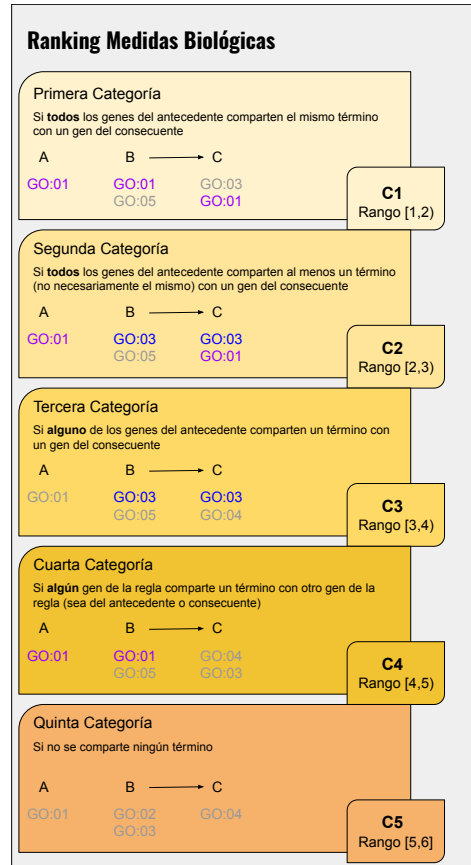 Ranking Medidas Biológicas
Primera Categoría
Si todos los genes del antecedente comparten el mismo término
con un gen del consecuente
A B C
GO:01 GO:01 GO:03
GO:05 GO:01
C1
Rango [1,2)
Segunda Categoría
Si todos los genes del antecedente comparten al menos un término
(no necesariamente el mismo) con un gen del consecuente
A B C
GO:01 GO:03 GO:03
GO:05 GO:01
C2
Rango [2,3)
Tercera Categoría
Si alguno de los genes del antecedente comparten un término con
un gen del consecuente
A B C
GO:01 GO:03 GO:03
GO:05 GO:04
C3
Rango [3,4)
Cuarta Categoría
Si algún gen de la regla comparte un término con otro gen de la
regla (sea del antecedente o consecuente)
A B C
GO:01 GO:01 GO:04
GO:05 GO:03
C4
Rango [4,5)
Quinta Categoría
Si no se comparte ningún término
A B C
GO:01 GO:02 GO:04
GO:03
C5
Rango [5,6]